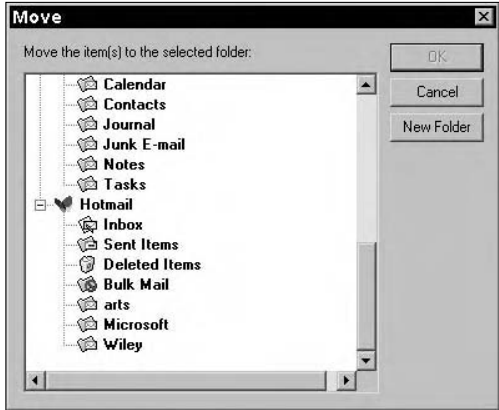 Move
Move the item(s) to the selected folder:
OK
Cancel
New Folder
Calendar
Contacts
Journal
Junk E-mail
Notes
Tasks
Hotmail
Inbox
Sent Items
Deleted Items
Bulk Mail
arts
Microsoft
Wiley